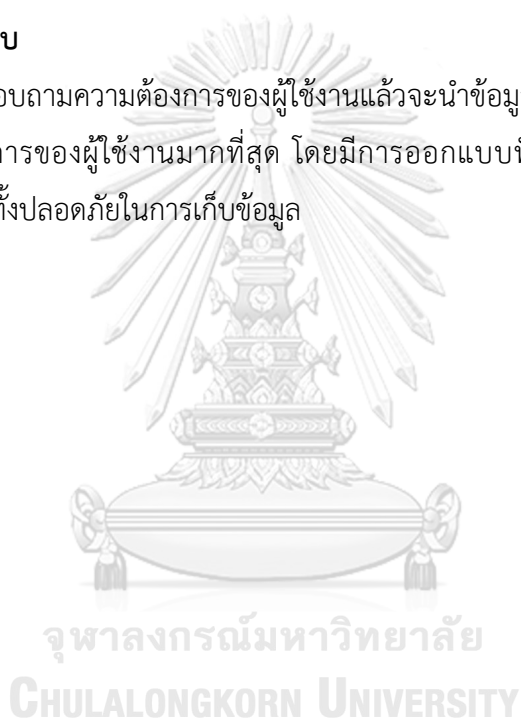 บบ
อบถามความต้องการของผู้ใช้งานแล้วจะนำข้อมู
การของผู้ใช้งานมากที่สุด โดยมีการออกแบบ
ทั้งปลอดภัยในการเก็บข้อมูล
จุฬาลงกรณ์มหาวิทยาลัย
CHULALONGKORN UNIVERSITY